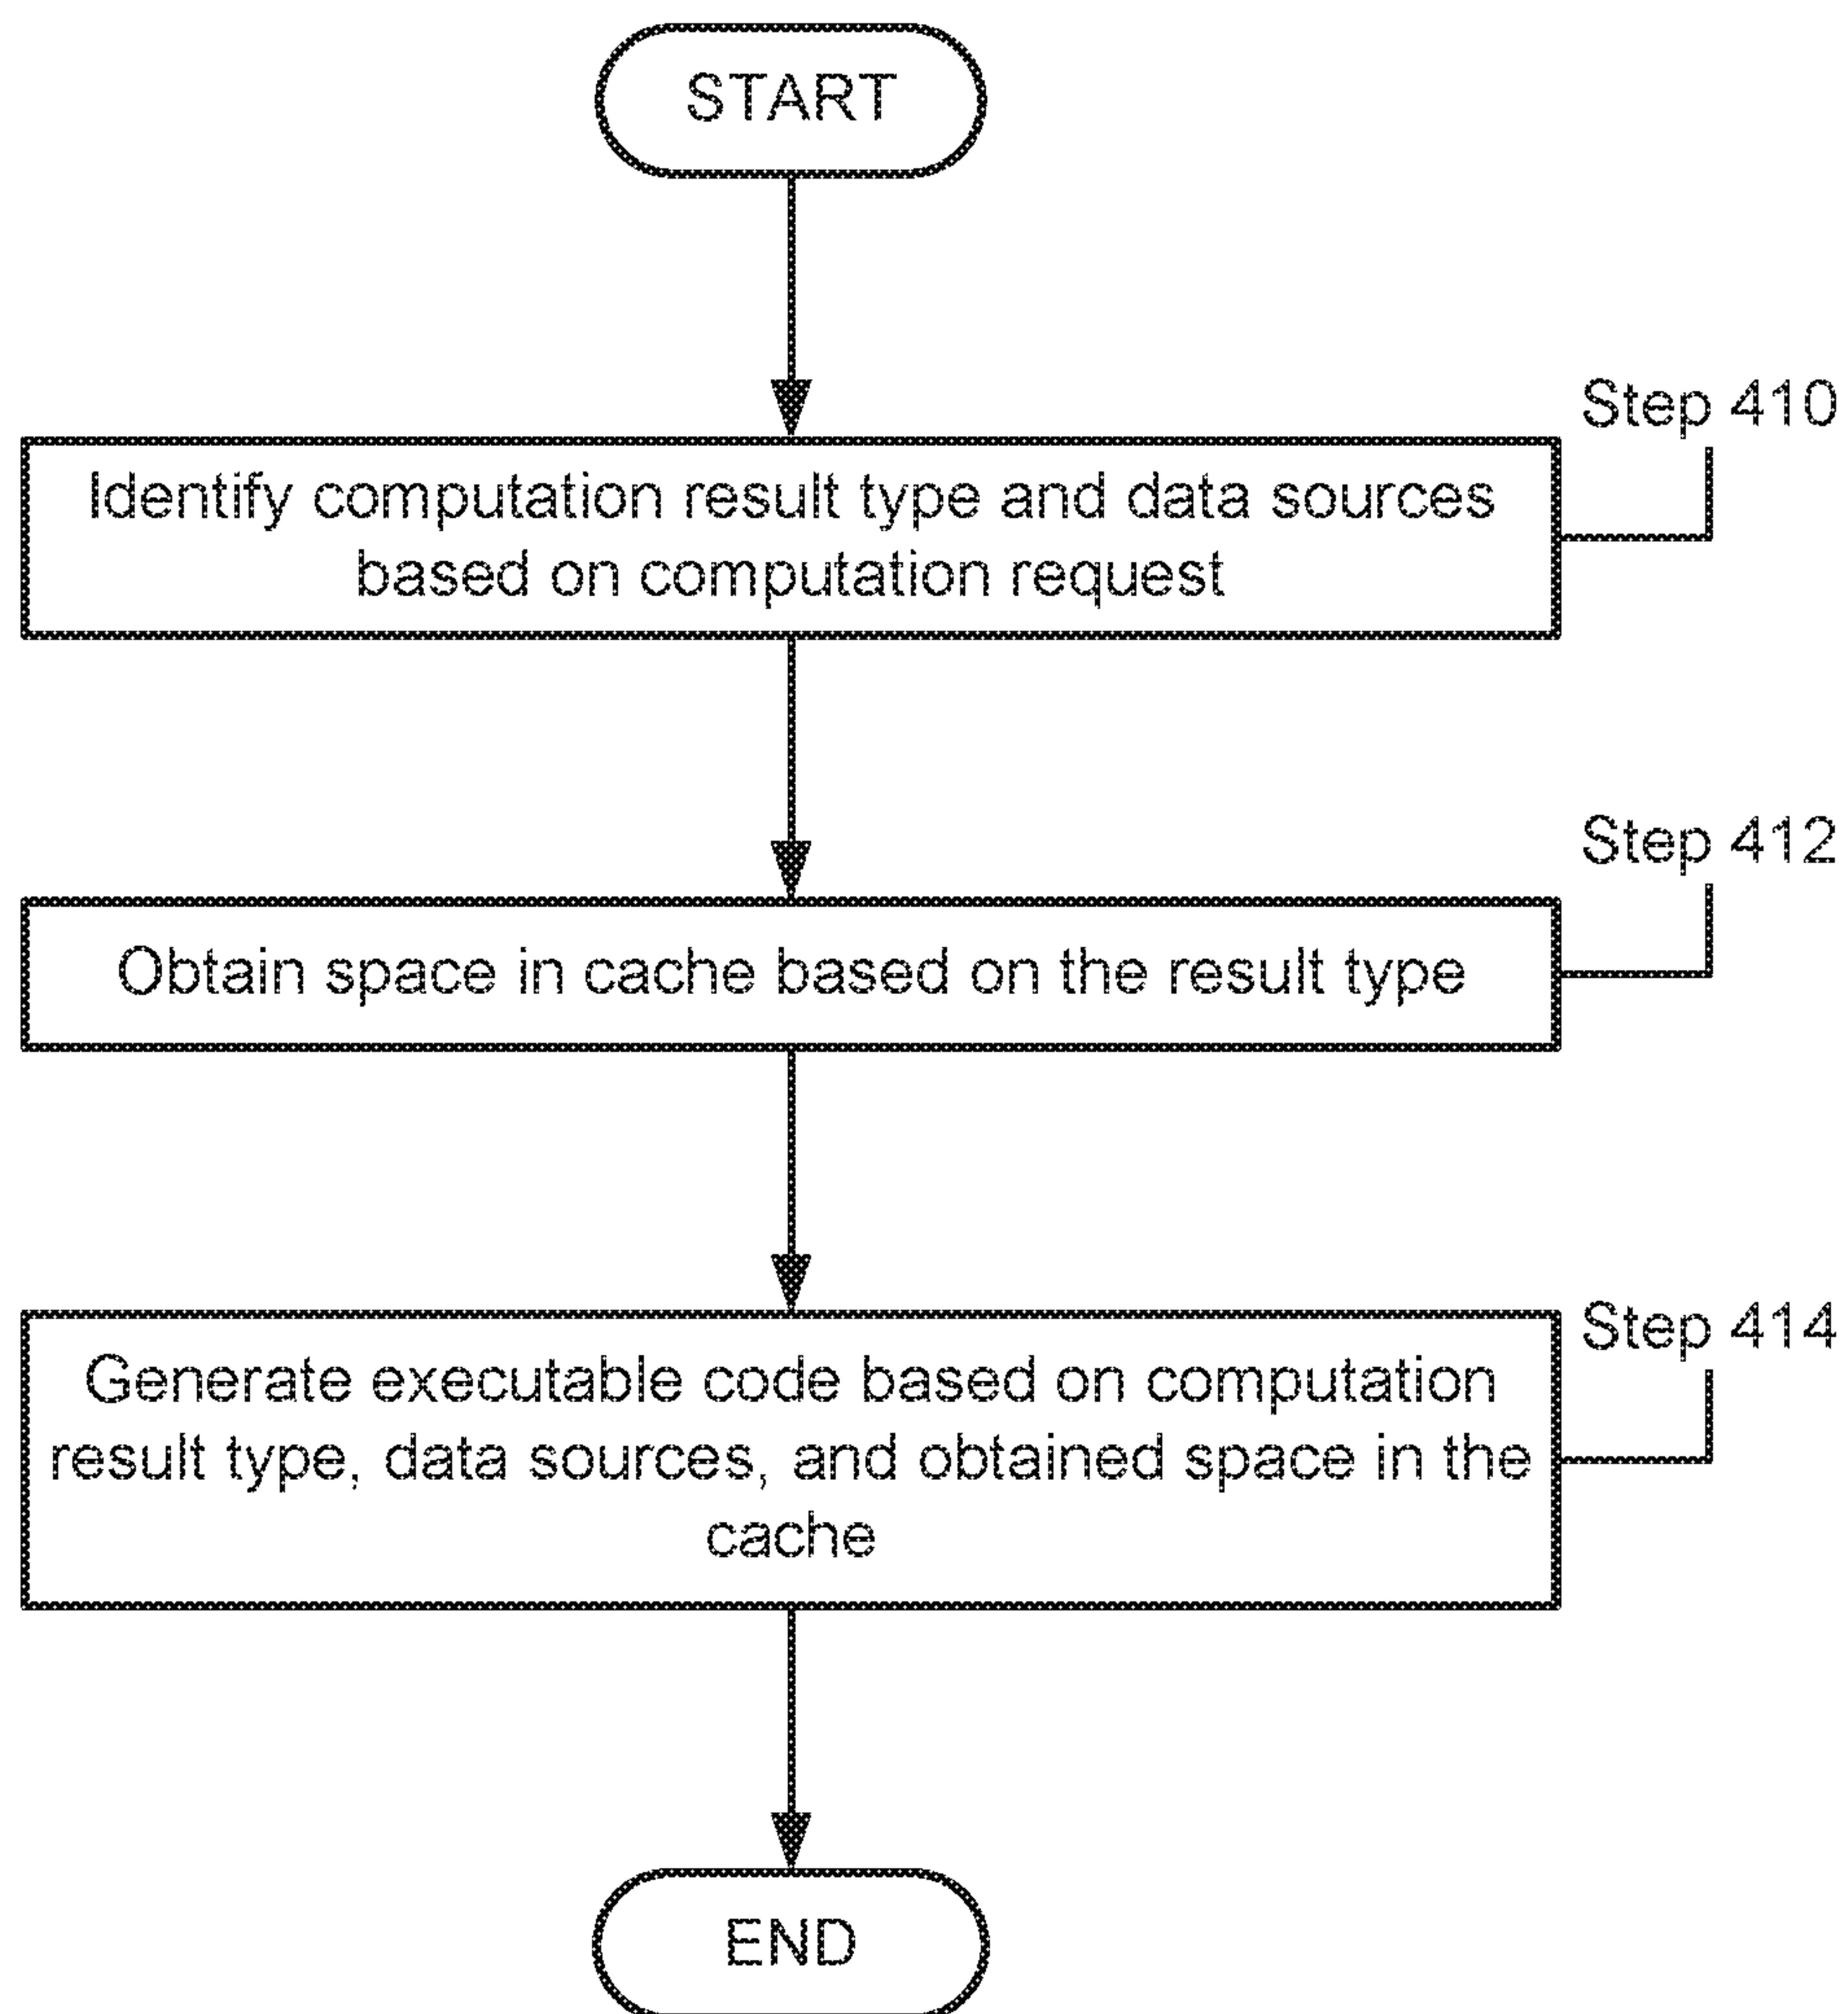 START
Step 410
Identify computation result type and data sources
based on computation request
Step 412
Obtain space in cache based on the result type
Step 414
Generate executable code based on computation
result type, data sources, and obtained space in the
cache
END